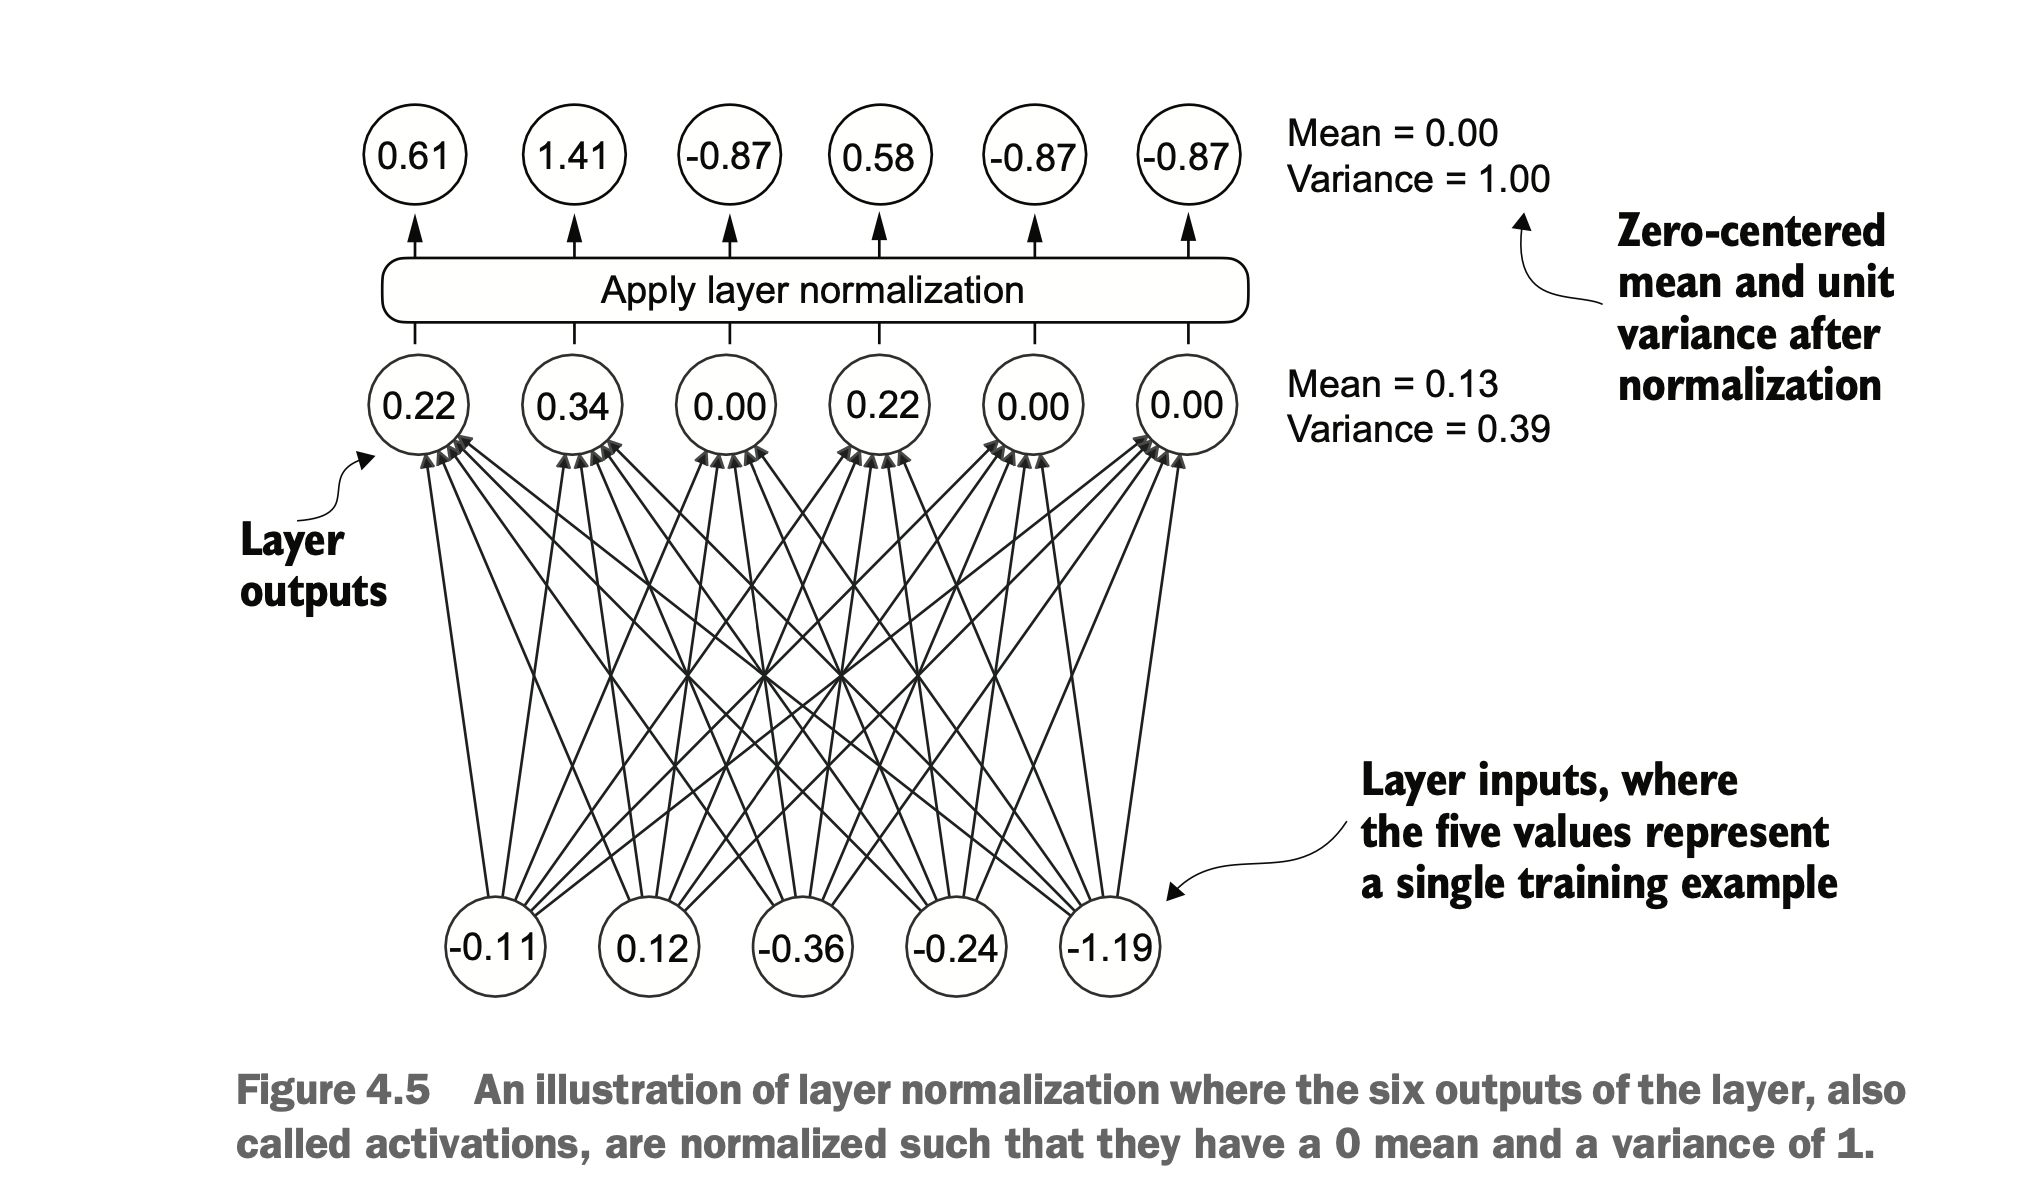 0.61 1.41 -0.87 0.58 -0.87 -0.87
Mean = 0.00
Variance = 1.00
Zero-centered
mean and unit
variance after
normalization
Apply layer normalization
0.22 0.34 0.00 0.22 0.00 0.00
Mean = 0.13
Variance = 0.39
Layer
outputs
Layer inputs, where
the five values represent
a single training example
-0.11 0.12 -0.36 -0.24 -1.19
Figure 4.5 An illustration of layer normalization where the six outputs of the layer, also
called activations, are normalized such that they have a 0 mean and a variance of 1.